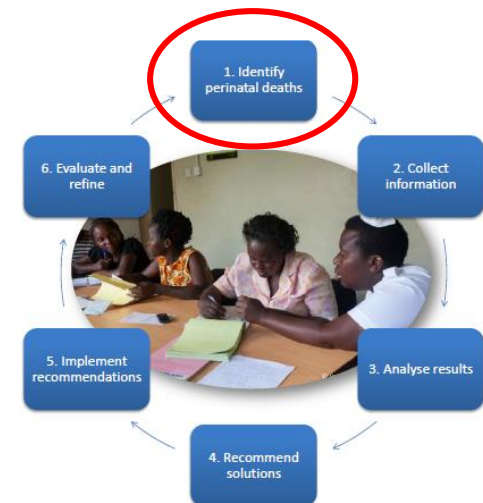 1. Identify
perinatal deaths
2. Collect
information
3. Analyse results
4. Recommend
solutions
5. Implement
recommendations
6. Evaluate and
refine